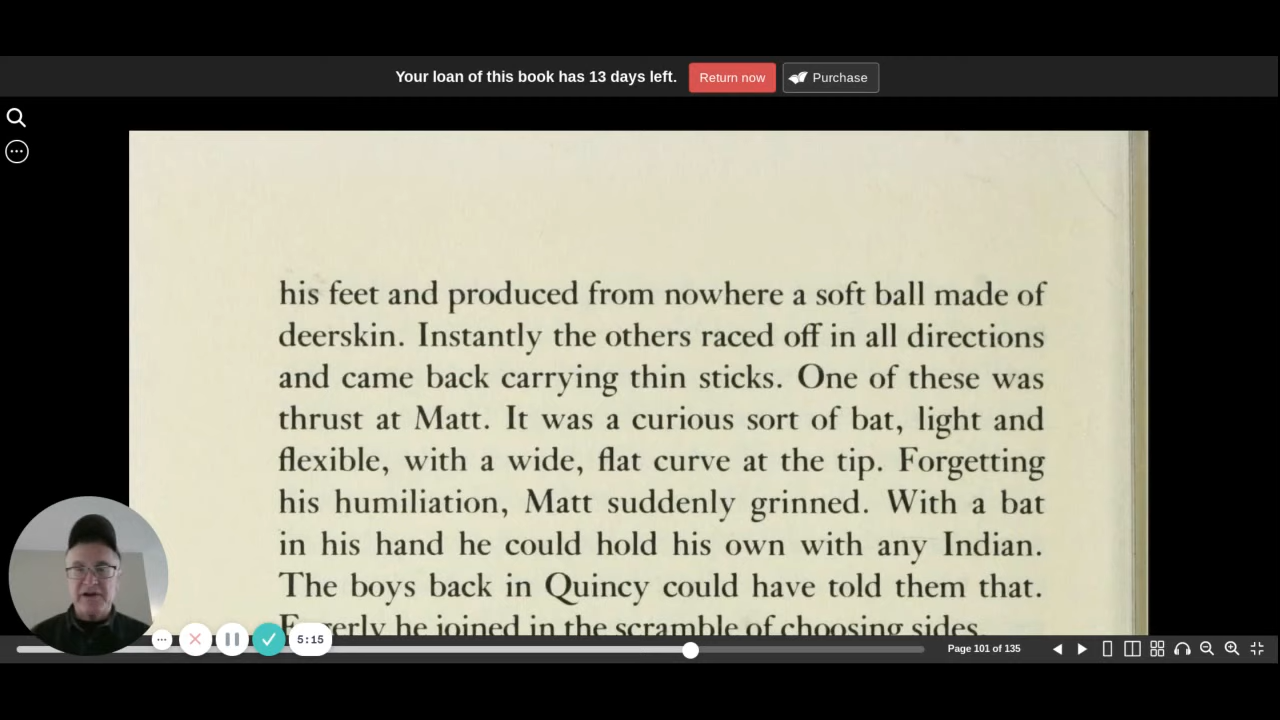 Your loan of this book has 13 days left. Return now Purchase
his feet and produced from nowhere a soft ball made of
deerskin. Instantly the others raced off in all directions
and came back carrying thin sticks. One of these was
thrust at Matt. It was a curious sort of bat, light and
flexible, with a wide, flat curve at the tip. Forgetting
his humiliation, Matt suddenly grinned. With a bat
in his hand he could hold his own with any Indian.
The boys back in Quincy could have told them that.
he joined in the scramble of choosing sides.
5:15
Page 101 of 135